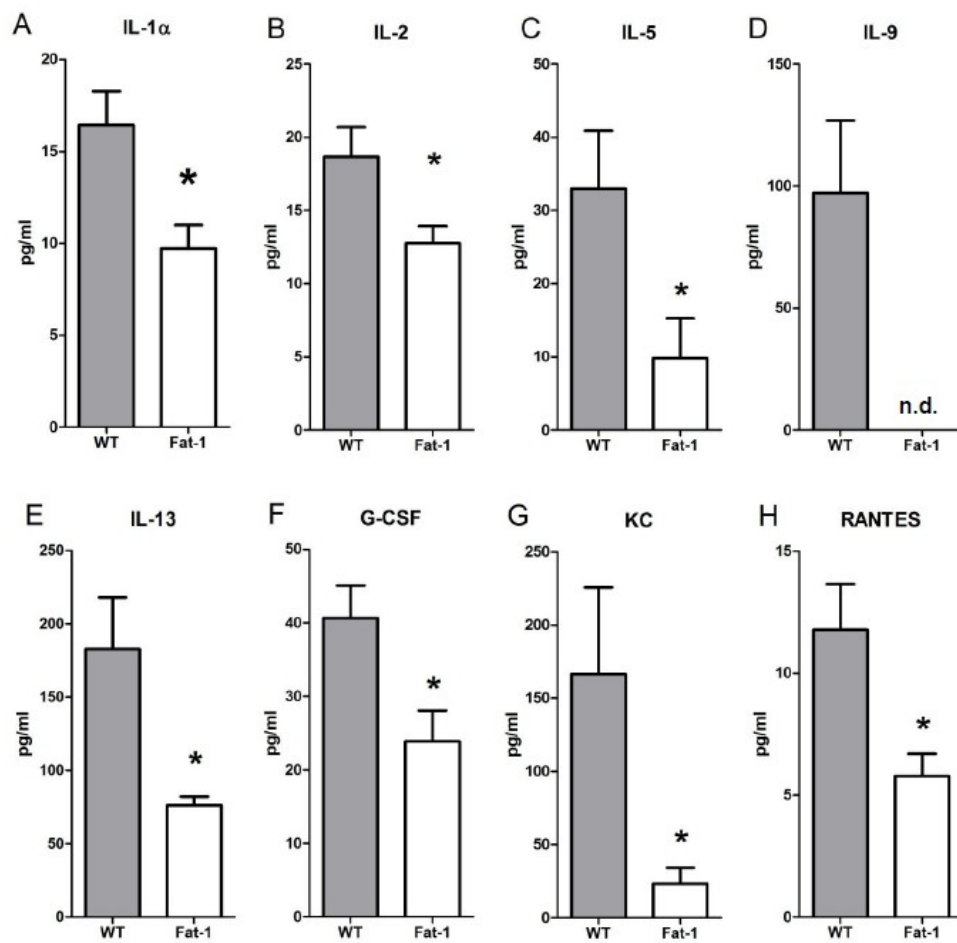 A
IL-1α
20
15
10
5
0
pg/ml
*
WT Fat-1
B
IL-2
25
20
15
10
5
0
pg/ml
*
WT Fat-1
C
IL-5
50
40
30
20
10
0
pg/ml
*
WT Fat-1
D
IL-9
150
100
50
0
pg/ml
n.d.
WT Fat-1
E
IL-13
250
200
150
100
50
0
pg/ml
*
WT Fat-1
F
G-CSF
50
40
30
20
10
0
pg/ml
*
WT Fat-1
G
KC
250
200
150
100
50
0
pg/ml
*
WT Fat-1
H
RANTES
15
10
5
0
pg/ml
*
WT Fat-1